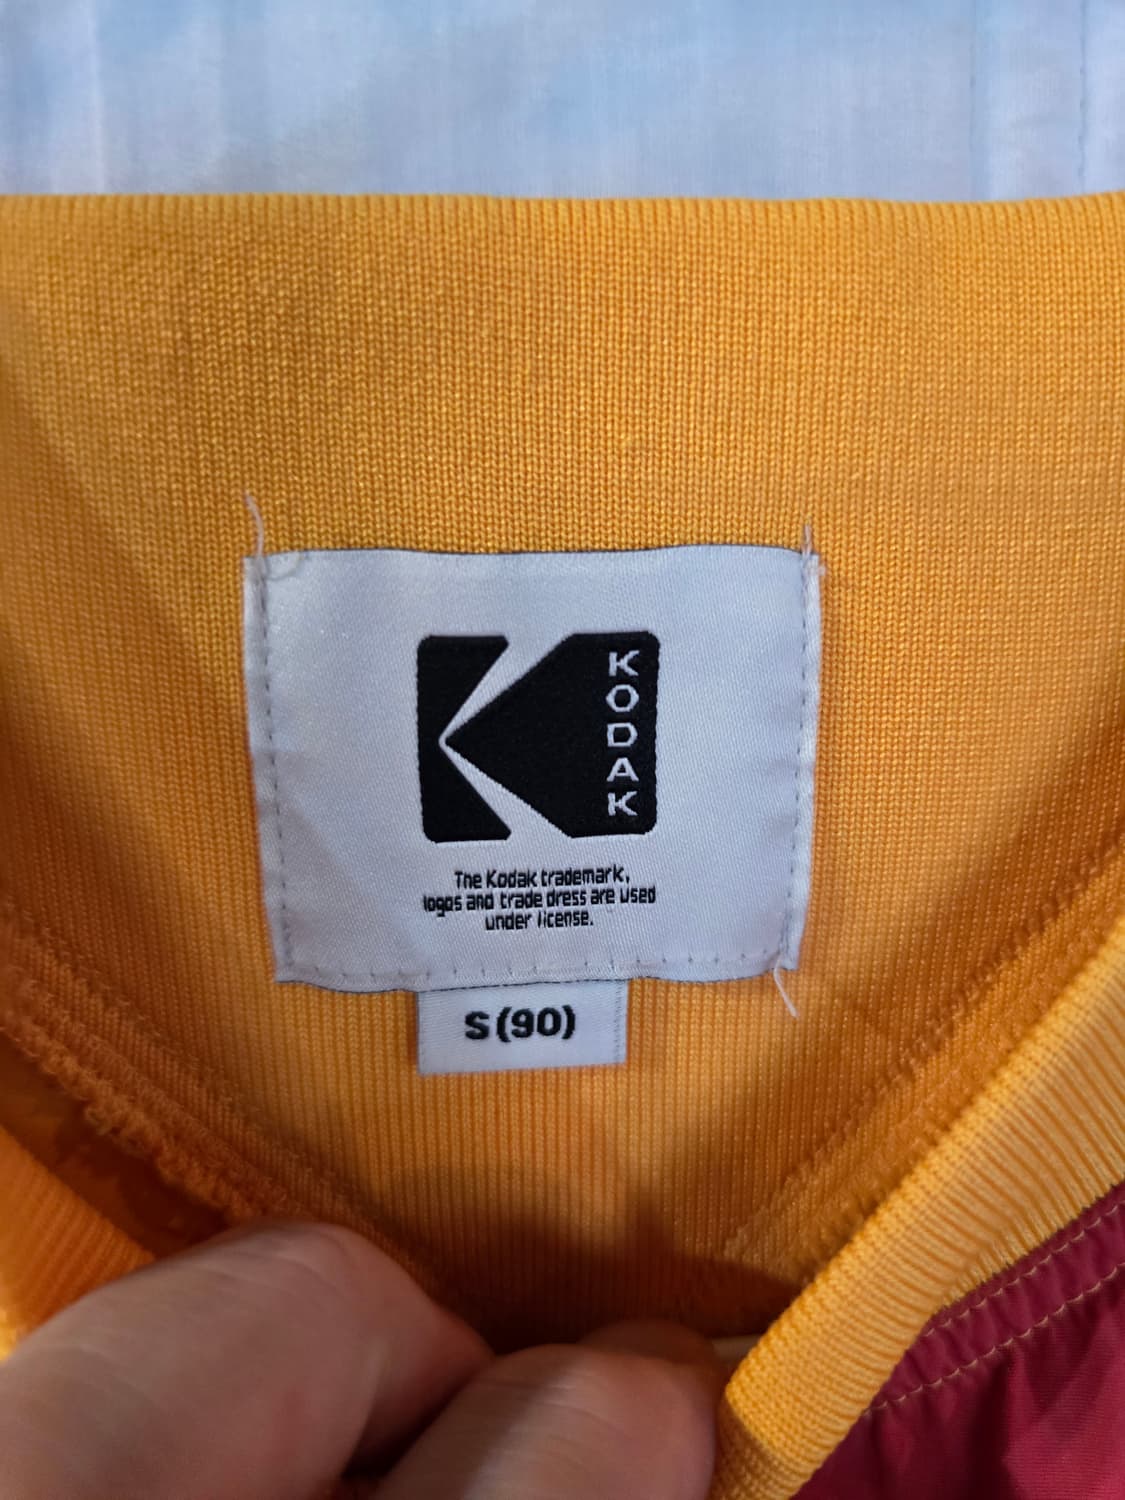 KODAK
The Kodak trademark,
logos and trade dress are used
under license.
S(90)